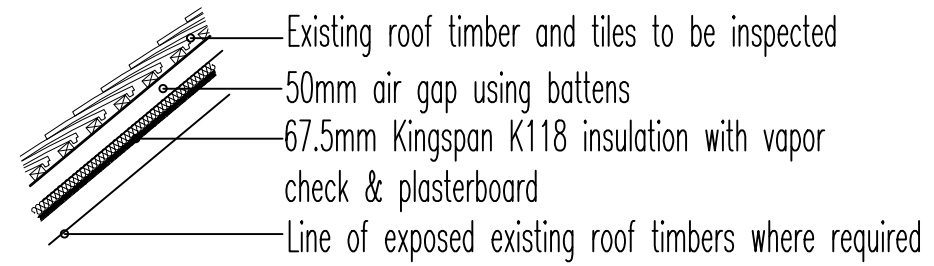 Existing roof timber and tiles to be inspected
50mm air gap using battens
67.5mm Kingspan K118 insulation with vapor
check & plasterboard
Line of exposed existing roof timbers where required